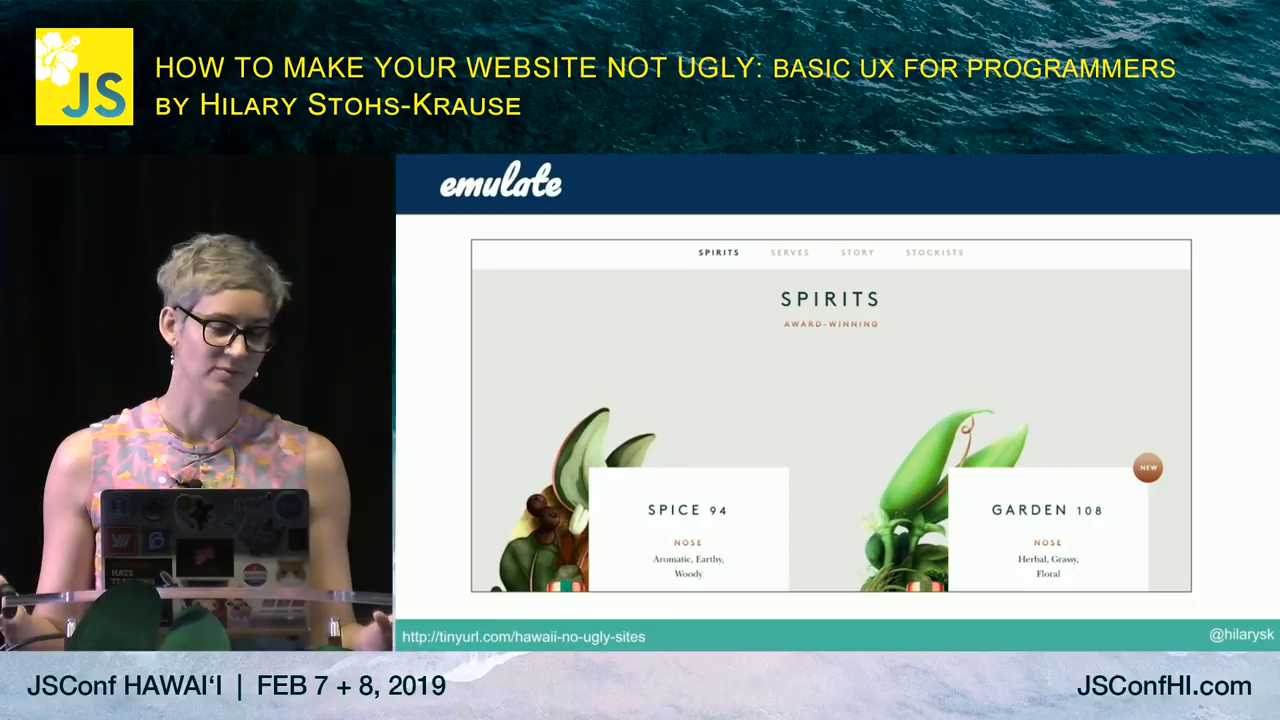 JS
HOW TO MAKE YOUR WEBSITE NOT UGLY: BASIC UX FOR PROGRAMMERS
BY HILARY STOHS-KRAUSE
emulate
SPIRITS SERVES STORY STOCKISTS
SPIRITS
AWARD-WINNING
NEW
SPICE 94
NOSE
Aromatic, Earthy,
Woody
GARDEN 108
NOSE
Herbal, Grassy,
Floral
HATE
http://tinyurl.com/hawaii-no-ugly-sites
@hilarysk
JSConf HAWAI‘I | FEB 7 + 8, 2019
JSConfHI.com